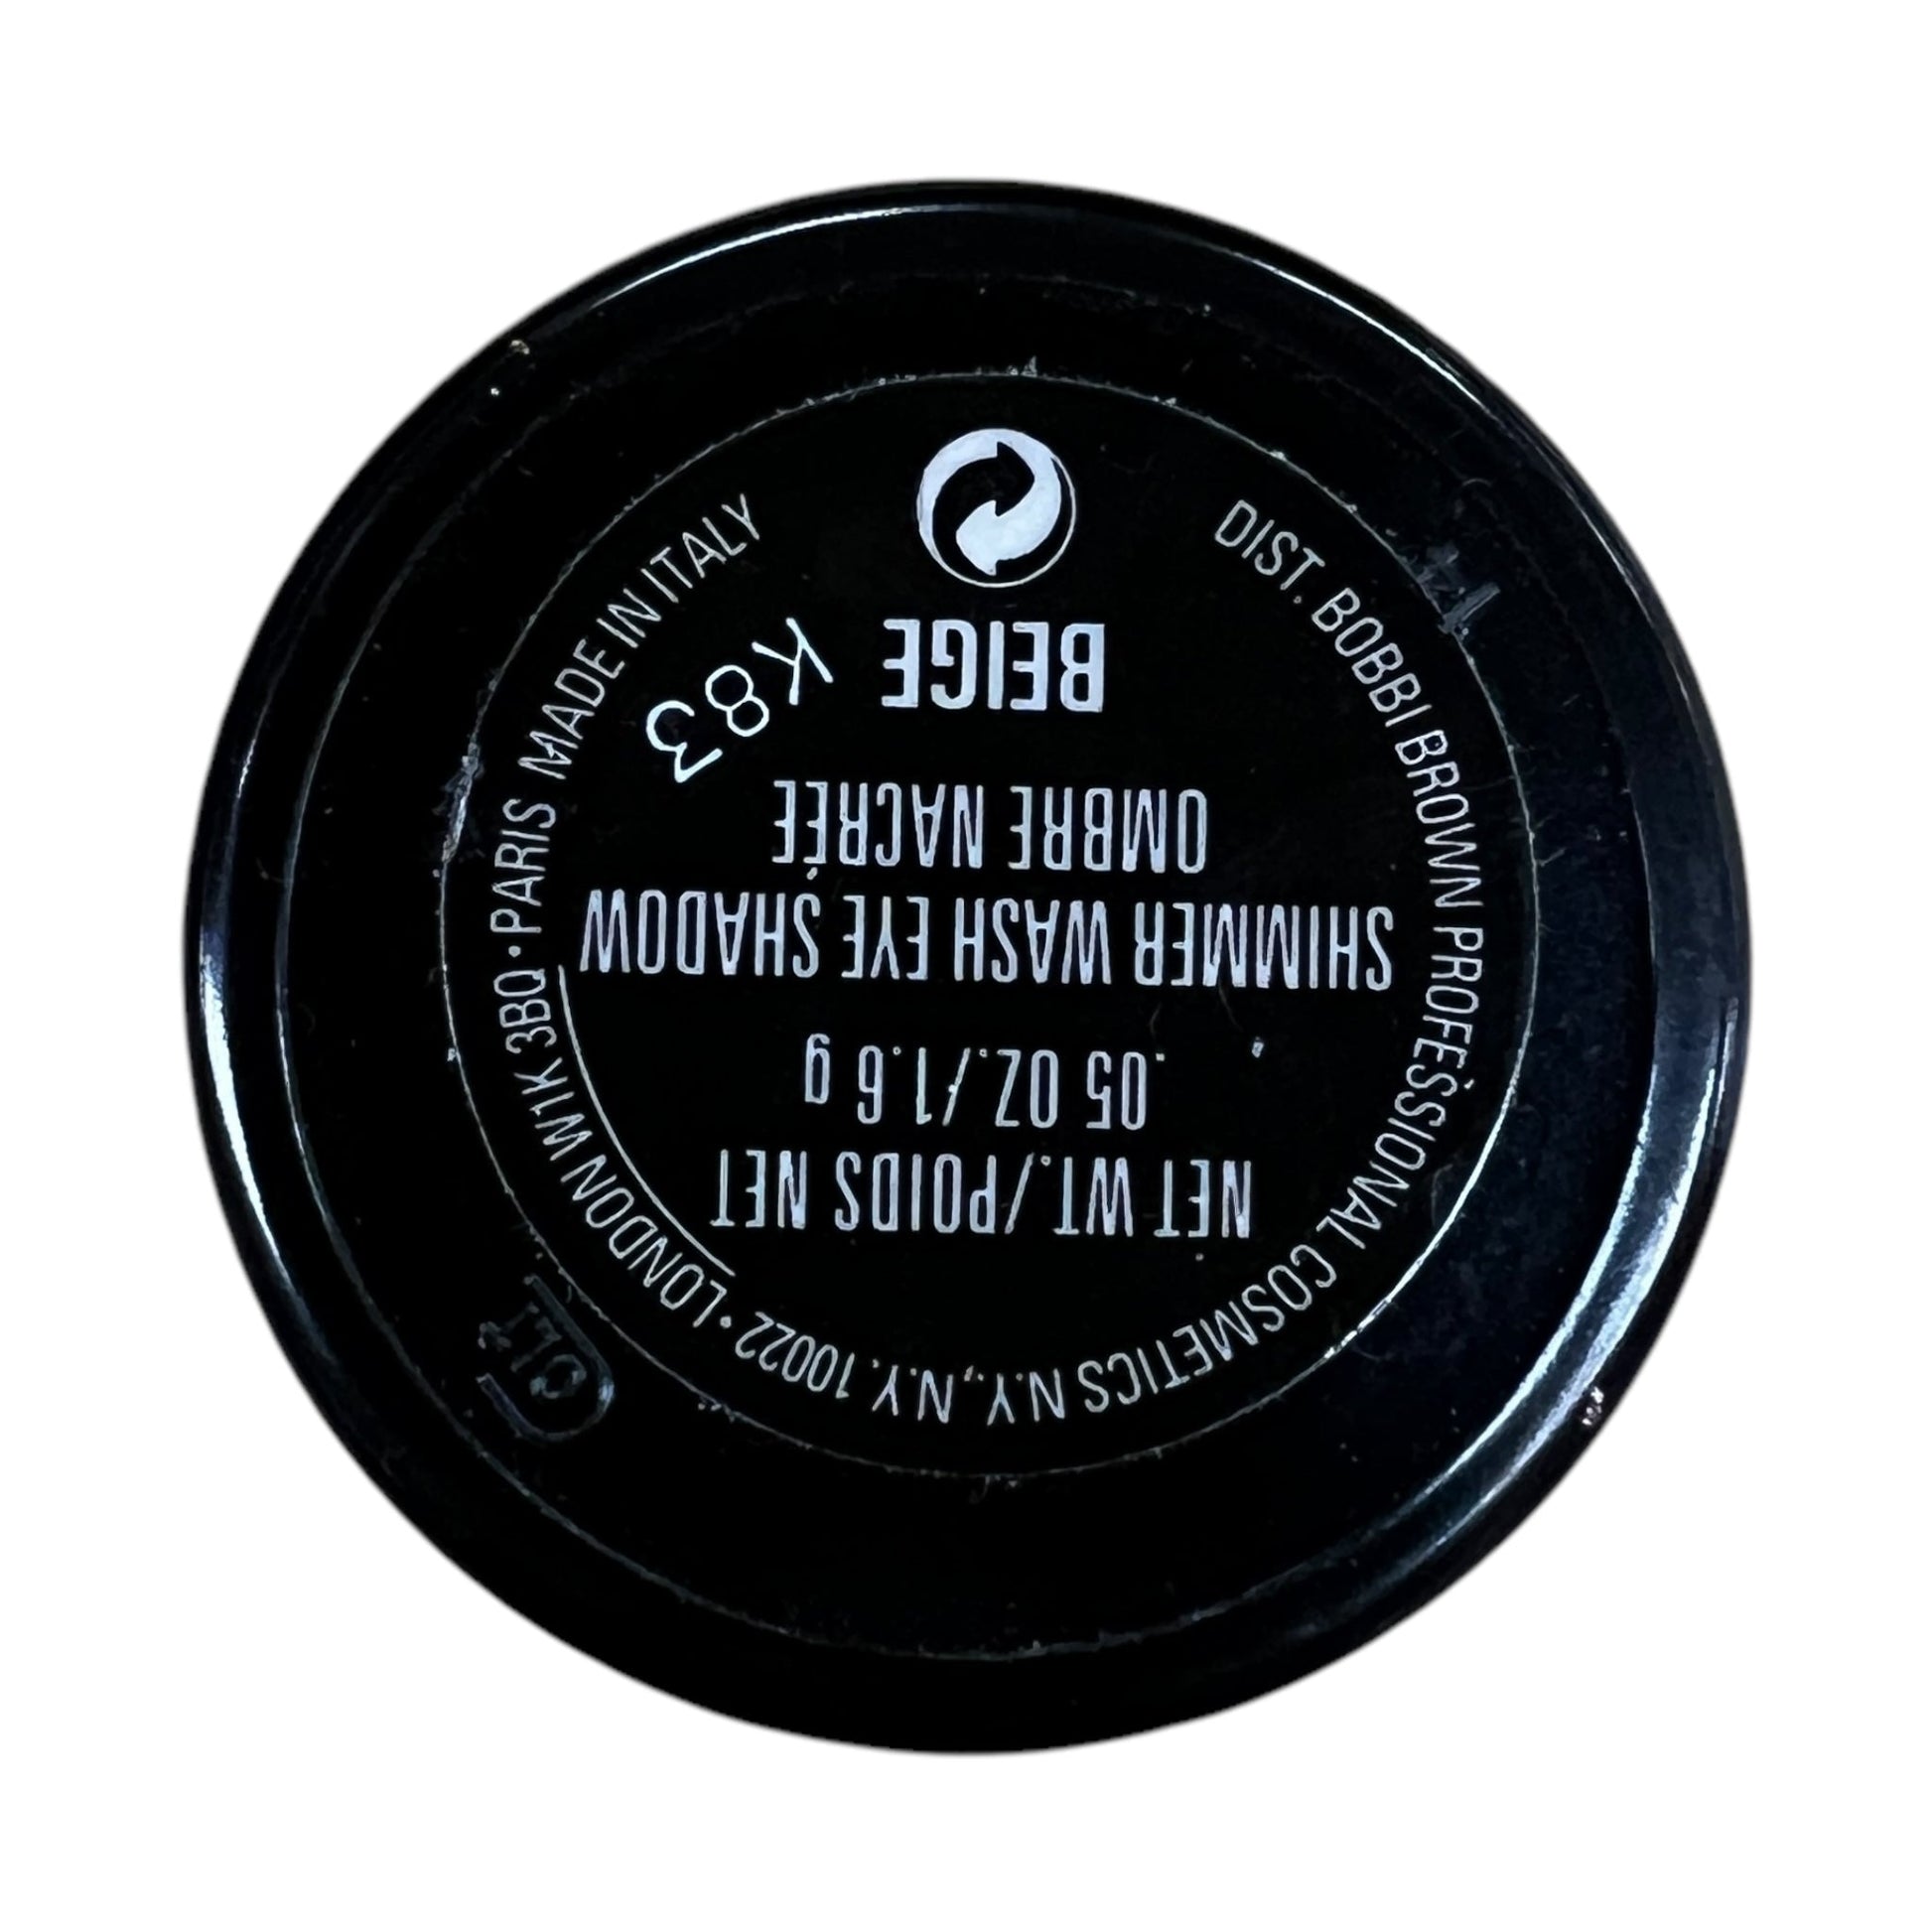 NET WT./POIDS NET
.05 OZ./1.6 g
SHIMMER WASH EYE SHADOW
OMBRE NACRÉE
BEIGE
K83
DIST. BOBBI BROWN PROFESSIONAL COSMETICS N.Y., N.Y. 10022 • LONDON W1K 3BQ • PARIS MADE IN ITALY